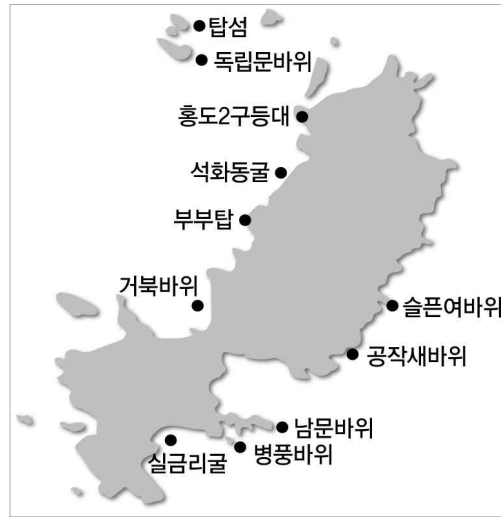 탑섬
독립문바위
홍도2구등대
석화동굴
부부탑
거북바위
슬픈여바위
공작새바위
남문바위
실금리굴
병풍바위